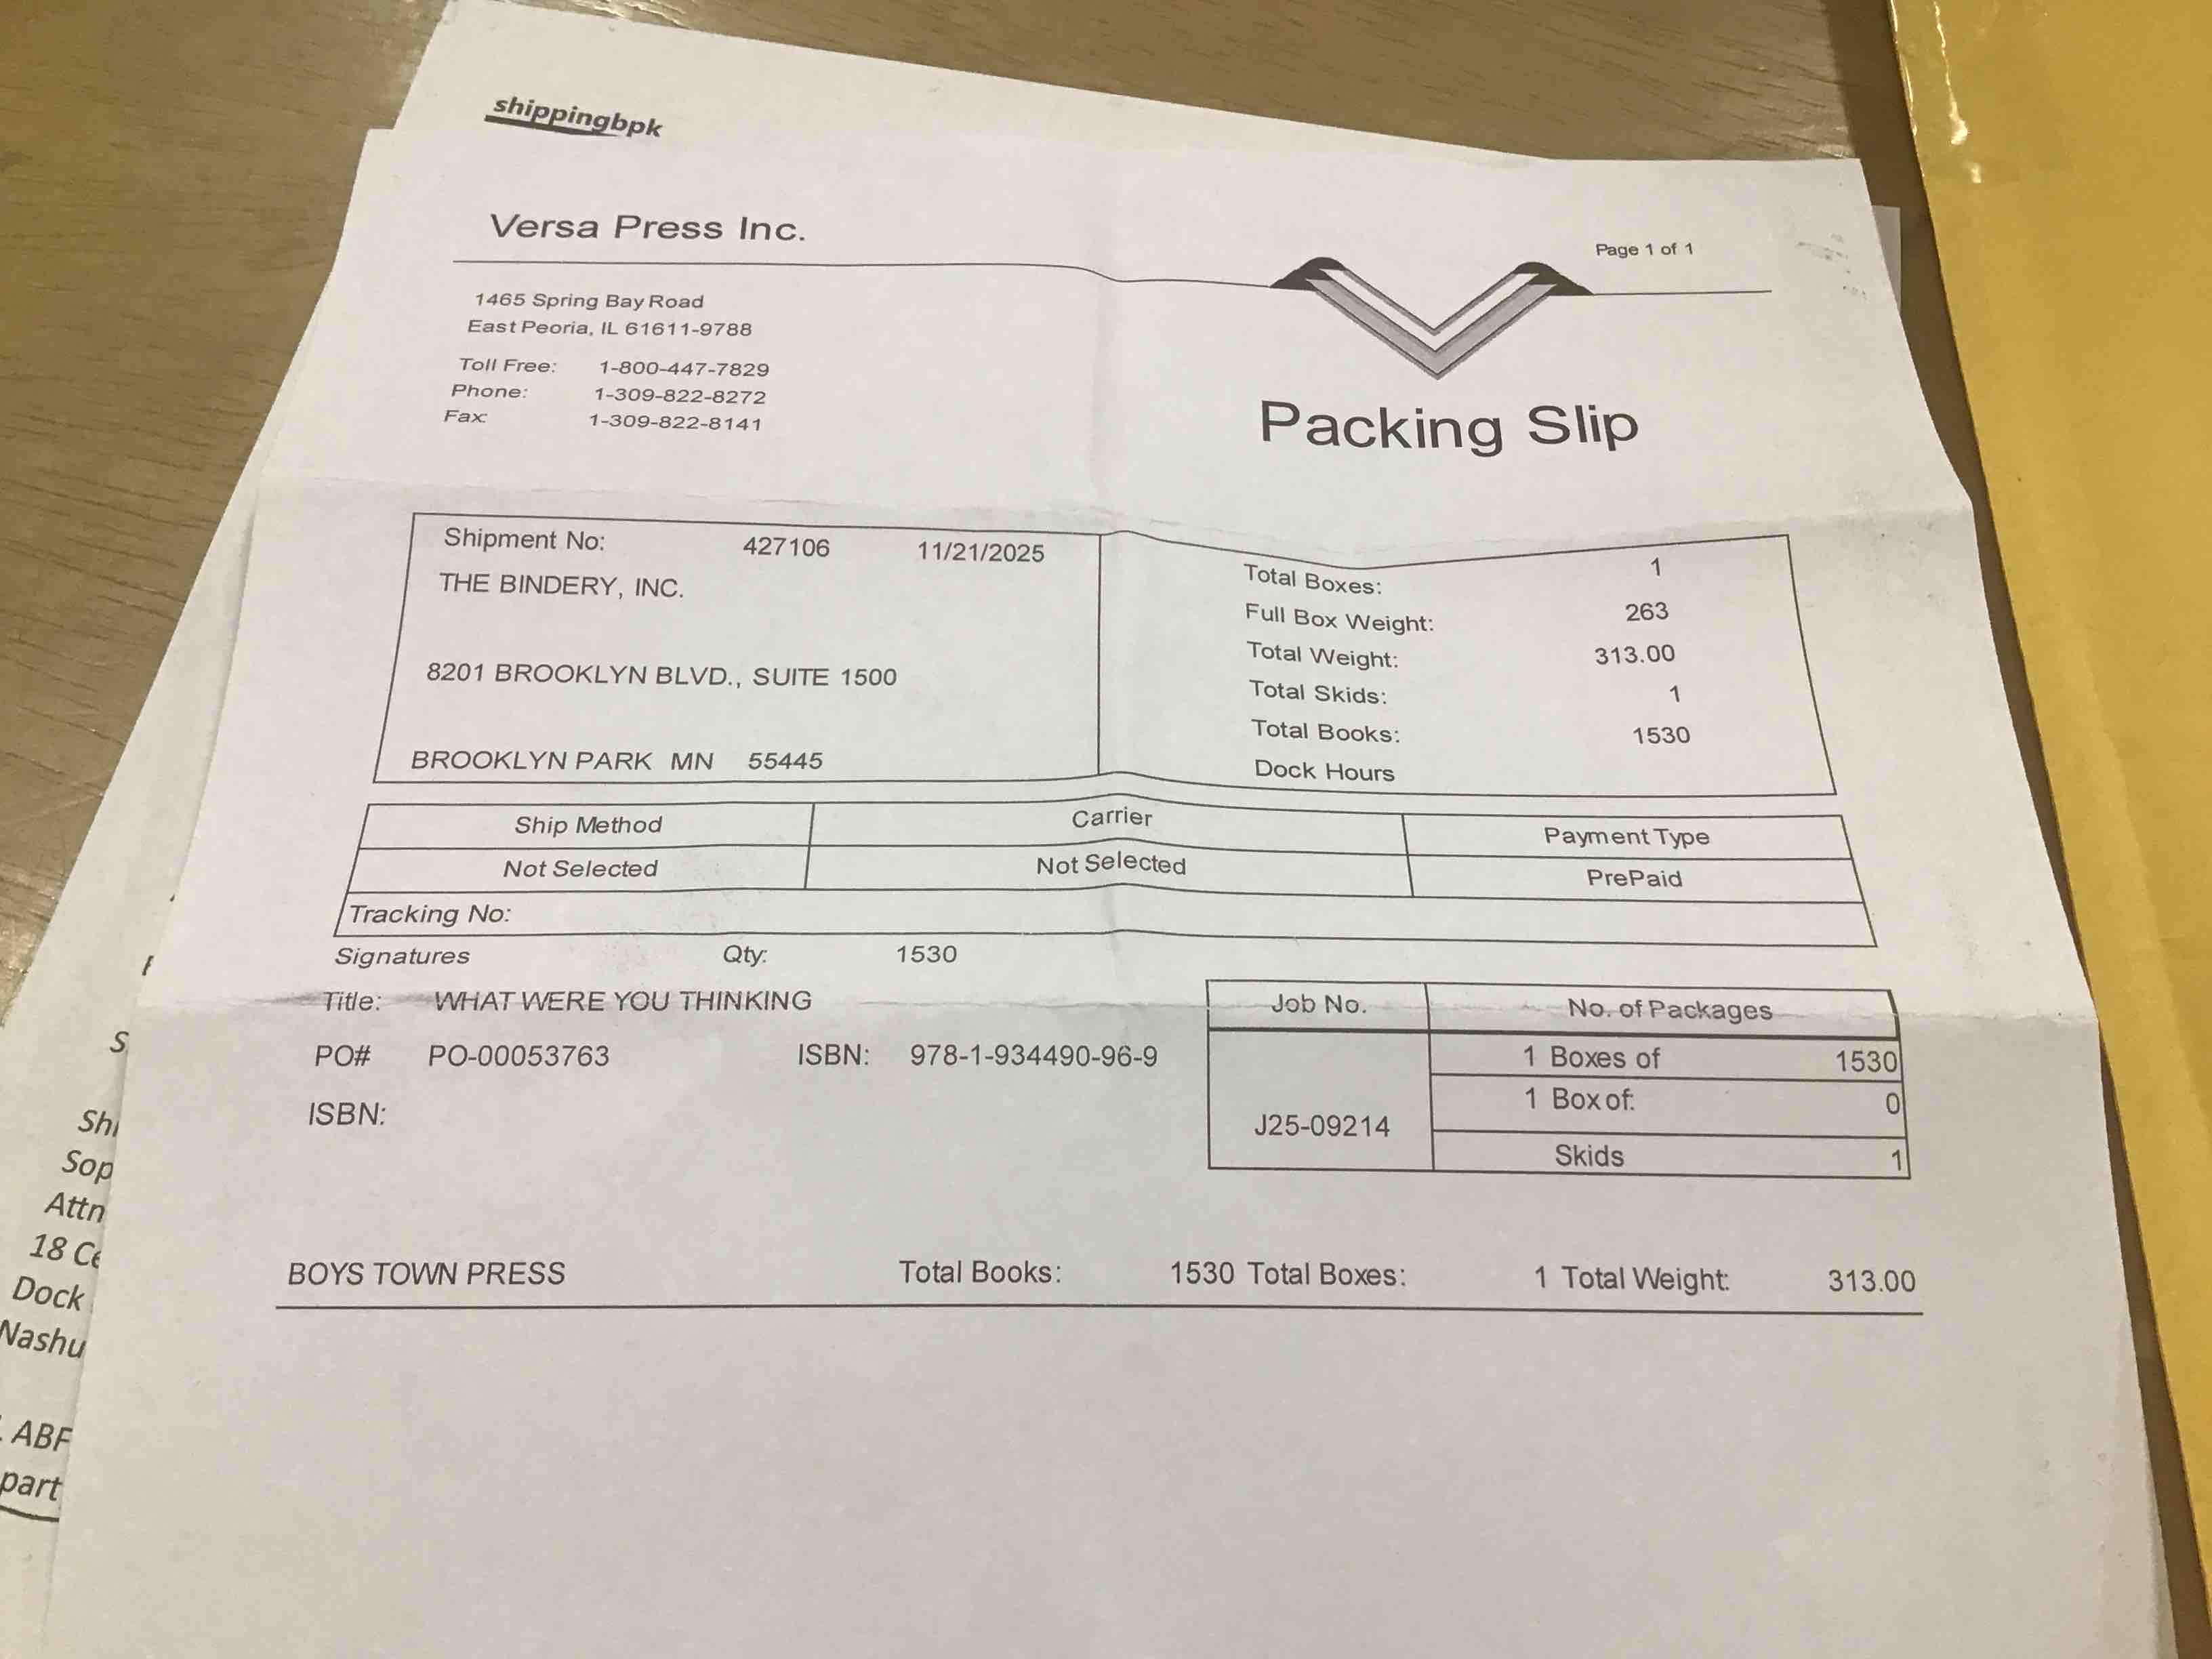 shippingbpk
Versa Press Inc.
Page 1 of 1
1465 Spring Bay Road
East Peoria, IL 61611-9788
Toll Free: 1-800-447-7829
Phone: 1-309-822-8272
Fax: 1-309-822-8141
Packing Slip
Shipment No: 427106 11/21/2025
THE BINDERY, INC.
8201 BROOKLYN BLVD., SUITE 1500
BROOKLYN PARK MN 55445
Total Boxes: 1
Full Box Weight: 263
Total Weight: 313.00
Total Skids: 1
Total Books: 1530
Dock Hours
Ship Method Carrier Payment Type
Not Selected Not Selected PrePaid
Tracking No:
Signatures Qty: 1530
Title: WHAT WERE YOU THINKING
PO# PO-00053763 ISBN: 978-1-934490-96-9
ISBN:
Job No. No. of Packages
1 Boxes of 1530
J25-09214
1 Box of: 0
Skids 1
BOYS TOWN PRESS Total Books: 1530 Total Boxes: 1 Total Weight: 313.00
S
Shi
Sop
Attn
18 Ce
Dock
Nashu
ABF
part